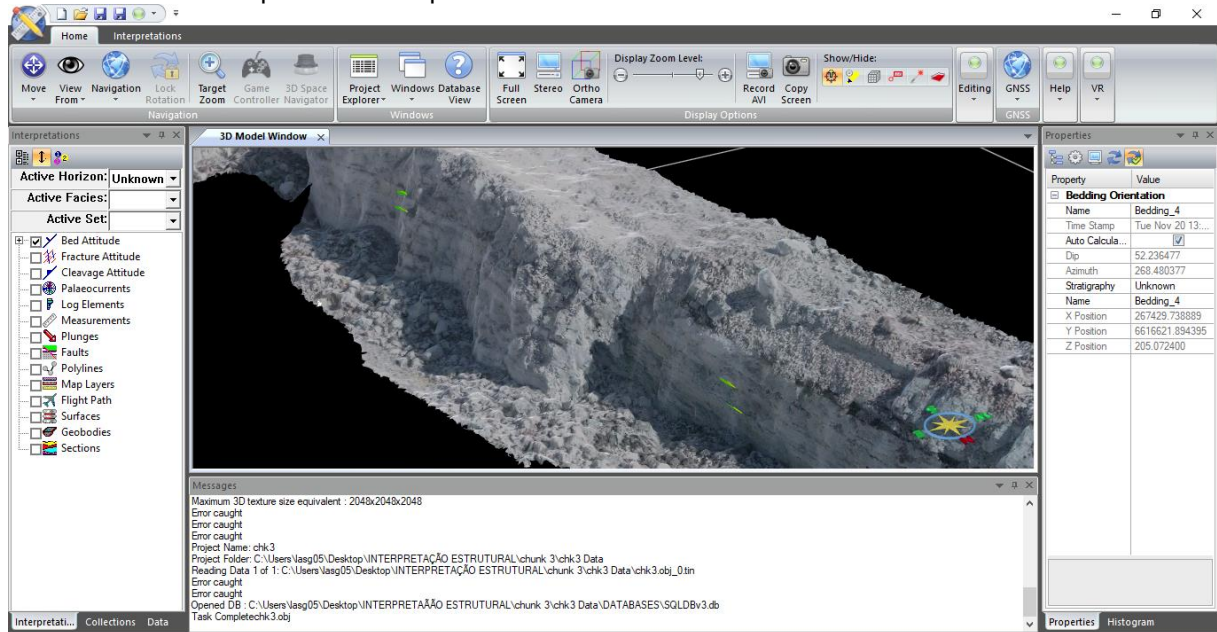 Home Interpretations
Move View From Navigation Lock Rotation Target Zoom Game Controller 3D Space Navigator
Navigation
Project Explorer Windows Database View
Windows
Full Screen Stereo Ortho Camera Display Zoom Level: Record AVI Copy Screen Show/Hide:
Display Options
Editing
GNSS
GNSS
Help
VR
Interpretations
Active Horizon: Unknown
Active Facies:
Active Set:
Bed Attitude
Fracture Attitude
Cleavage Attitude
Palaeocurrents
Log Elements
Measurements
Plunges
Faults
Polylines
Map Layers
Flight Path
Surfaces
Geobodies
Sections
Interpretati... Collections Data
3D Model Window
Messages
Maximum 3D texture size equivalent : 2048x2048x2048
Error caught
Error caught
Error caught
Project Name: chk3
Project Folder: C:\Users\lasg05\Desktop\INTERPRETAÇÃO ESTRUTURAL\chunk 3\chk3 Data
Reading Data 1 of 1: C:\Users\lasg05\Desktop\INTERPRETAÇÃO ESTRUTURAL\chunk 3\chk3 Data\chk3.obj_0.tin
Error caught
Error caught
Opened DB : C:\Users\lasg05\Desktop\INTERPRETAÃÃO ESTRUTURAL\chunk 3\chk3 Data\DATABASES\SQLDBv3.db
Task Completechk3.obj
Properties
Property Value
Bedding Orientation
Name Bedding_4
Time Stamp Tue Nov 20 13:...
Auto Calcula...
Dip 52.236477
Azimuth 268.480377
Stratigraphy Unknown
Name Bedding_4
X Position 267429.738889
Y Position 6616621.894395
Z Position 205.072400
Properties Histogram